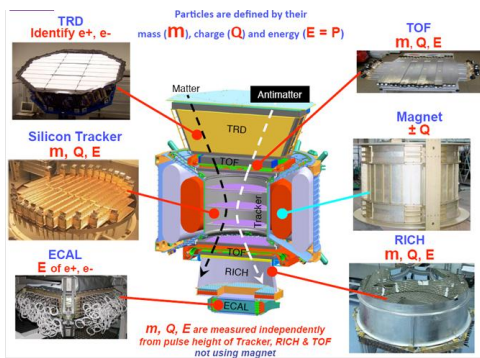 TRD
Identify e+, e-
Particles are defined by their
mass (m), charge (Q) and energy (E = P)
TOF
m, Q, E
Matter
Antimatter
TRD
TOF
Silicon Tracker
m, Q, E
Magnet
± Q
Tracker
TOF
RICH
ECAL
ECAL
E of e+, e-
RICH
m, Q, E
m, Q, E are measured independently
from pulse height of Tracker, RICH & TOF
not using magnet